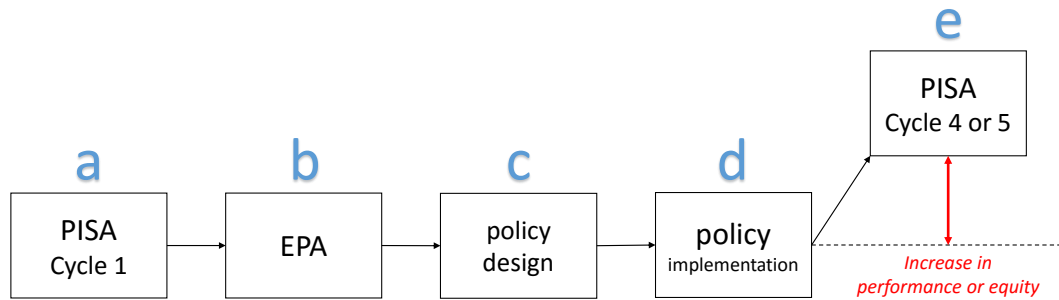 a
PISA
Cycle 1
b
EPA
c
policy
design
d
policy
implementation
e
PISA
Cycle 4 or 5
Increase in
performance or equity